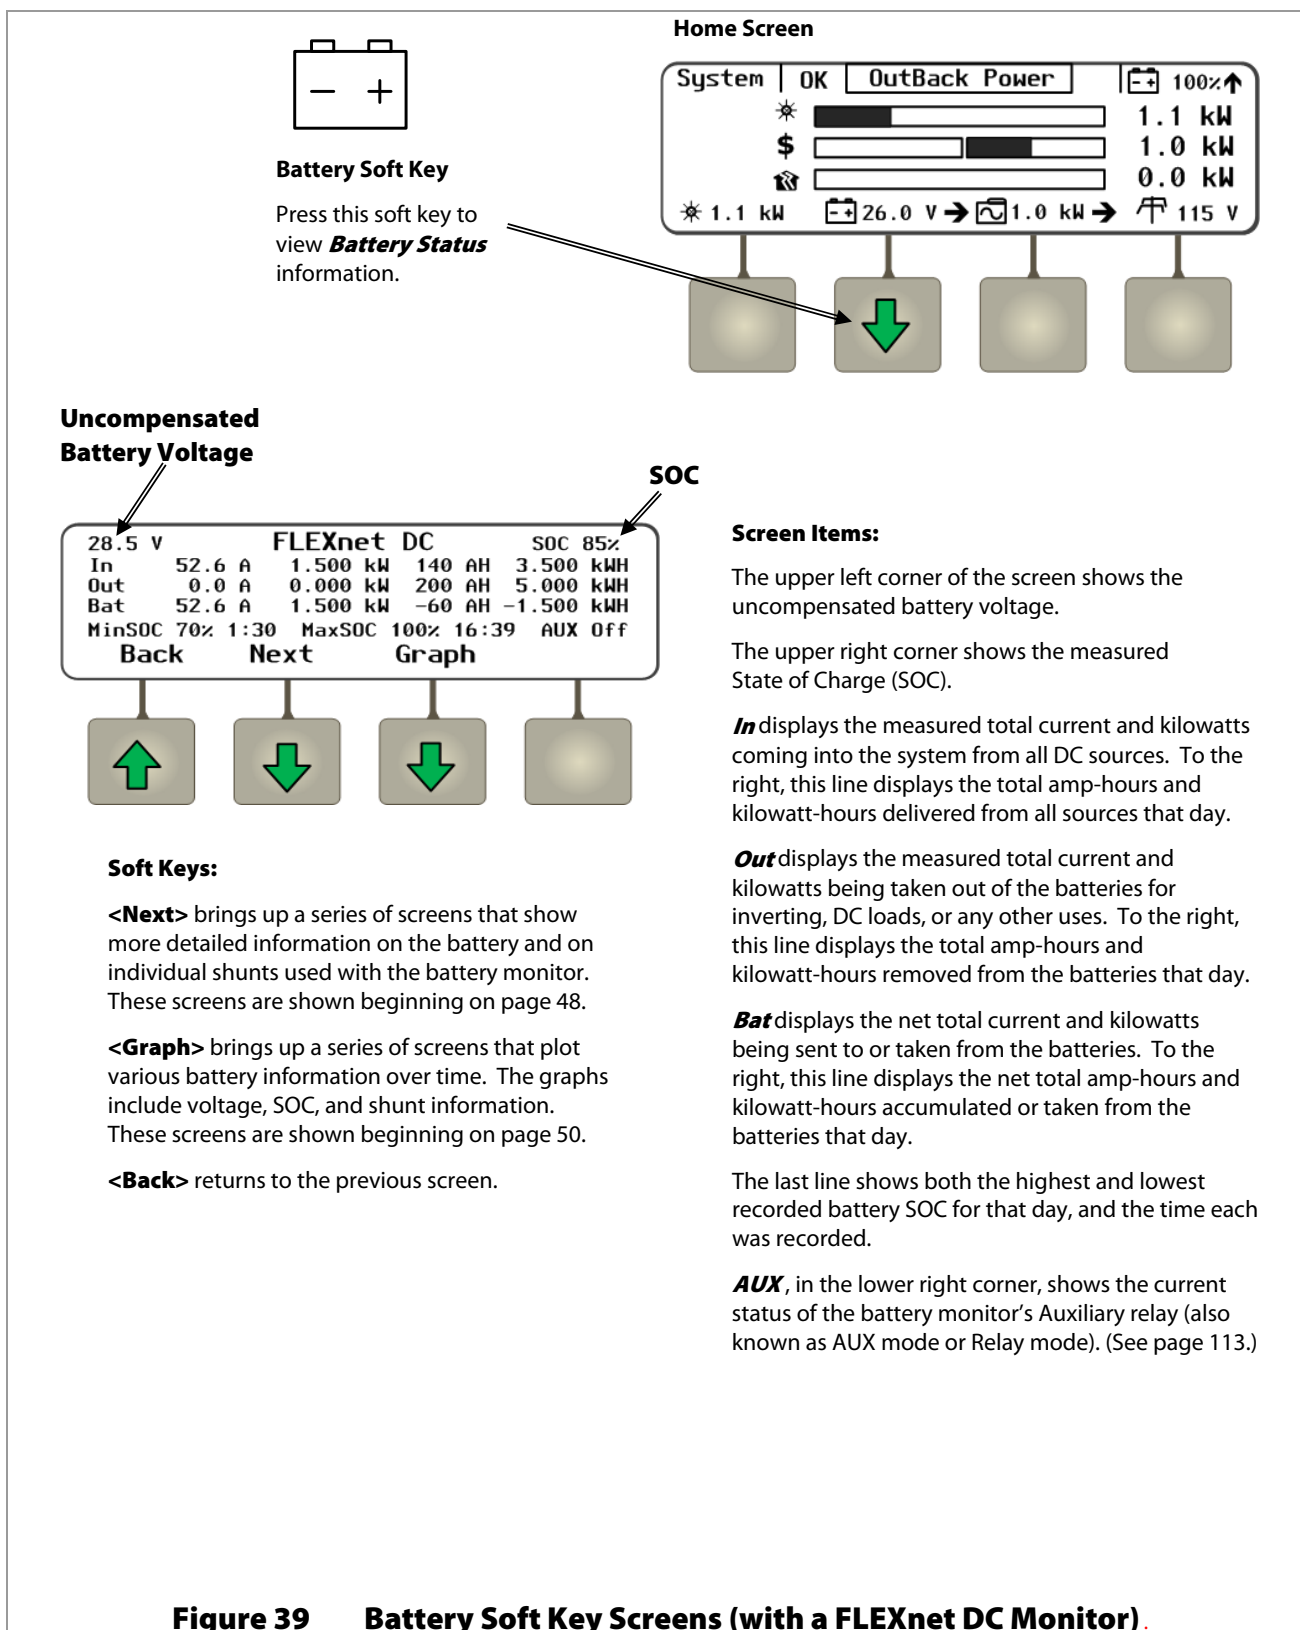 Home Screen
System OK OutBack Power 100%
1.1 kW
$ 1.0 kW
0.0 kW
1.1 kW 26.0 V 1.0 kW 115 V
Battery Soft Key
Press this soft key to
view Battery Status
information.
Uncompensated
Battery Voltage
SOC
28.5 V FLEXnet DC SOC 85%
In 52.6 A 1.500 kW 140 AH 3.500 kWH
Out 0.0 A 0.000 kW 200 AH 5.000 kWH
Bat 52.6 A 1.500 kW -60 AH -1.500 kWH
MinSOC 70% 1:30 MaxSOC 100% 16:39 AUX Off
Back Next Graph
Soft Keys:
<Next> brings up a series of screens that show
more detailed information on the battery and on
individual shunts used with the battery monitor.
These screens are shown beginning on page 48.
<Graph> brings up a series of screens that plot
various battery information over time. The graphs
include voltage, SOC, and shunt information.
These screens are shown beginning on page 50.
<Back> returns to the previous screen.
Screen Items:
The upper left corner of the screen shows the
uncompensated battery voltage.
The upper right corner shows the measured
State of Charge (SOC).
In displays the measured total current and kilowatts
coming into the system from all DC sources. To the
right, this line displays the total amp-hours and
kilowatt-hours delivered from all sources that day.
Out displays the measured total current and
kilowatts being taken out of the batteries for
inverting, DC loads, or any other uses. To the right,
this line displays the total amp-hours and
kilowatt-hours removed from the batteries that day.
Bat displays the net total current and kilowatts
being sent to or taken from the batteries. To the
right, this line displays the net total amp-hours and
kilowatt-hours accumulated or taken from the
batteries that day.
The last line shows both the highest and lowest
recorded battery SOC for that day, and the time each
was recorded.
AUX, in the lower right corner, shows the current
status of the battery monitor's Auxiliary relay (also
known as AUX mode or Relay mode). (See page 113.)
Figure 39 Battery Soft Key Screens (with a FLEXnet DC Monitor).